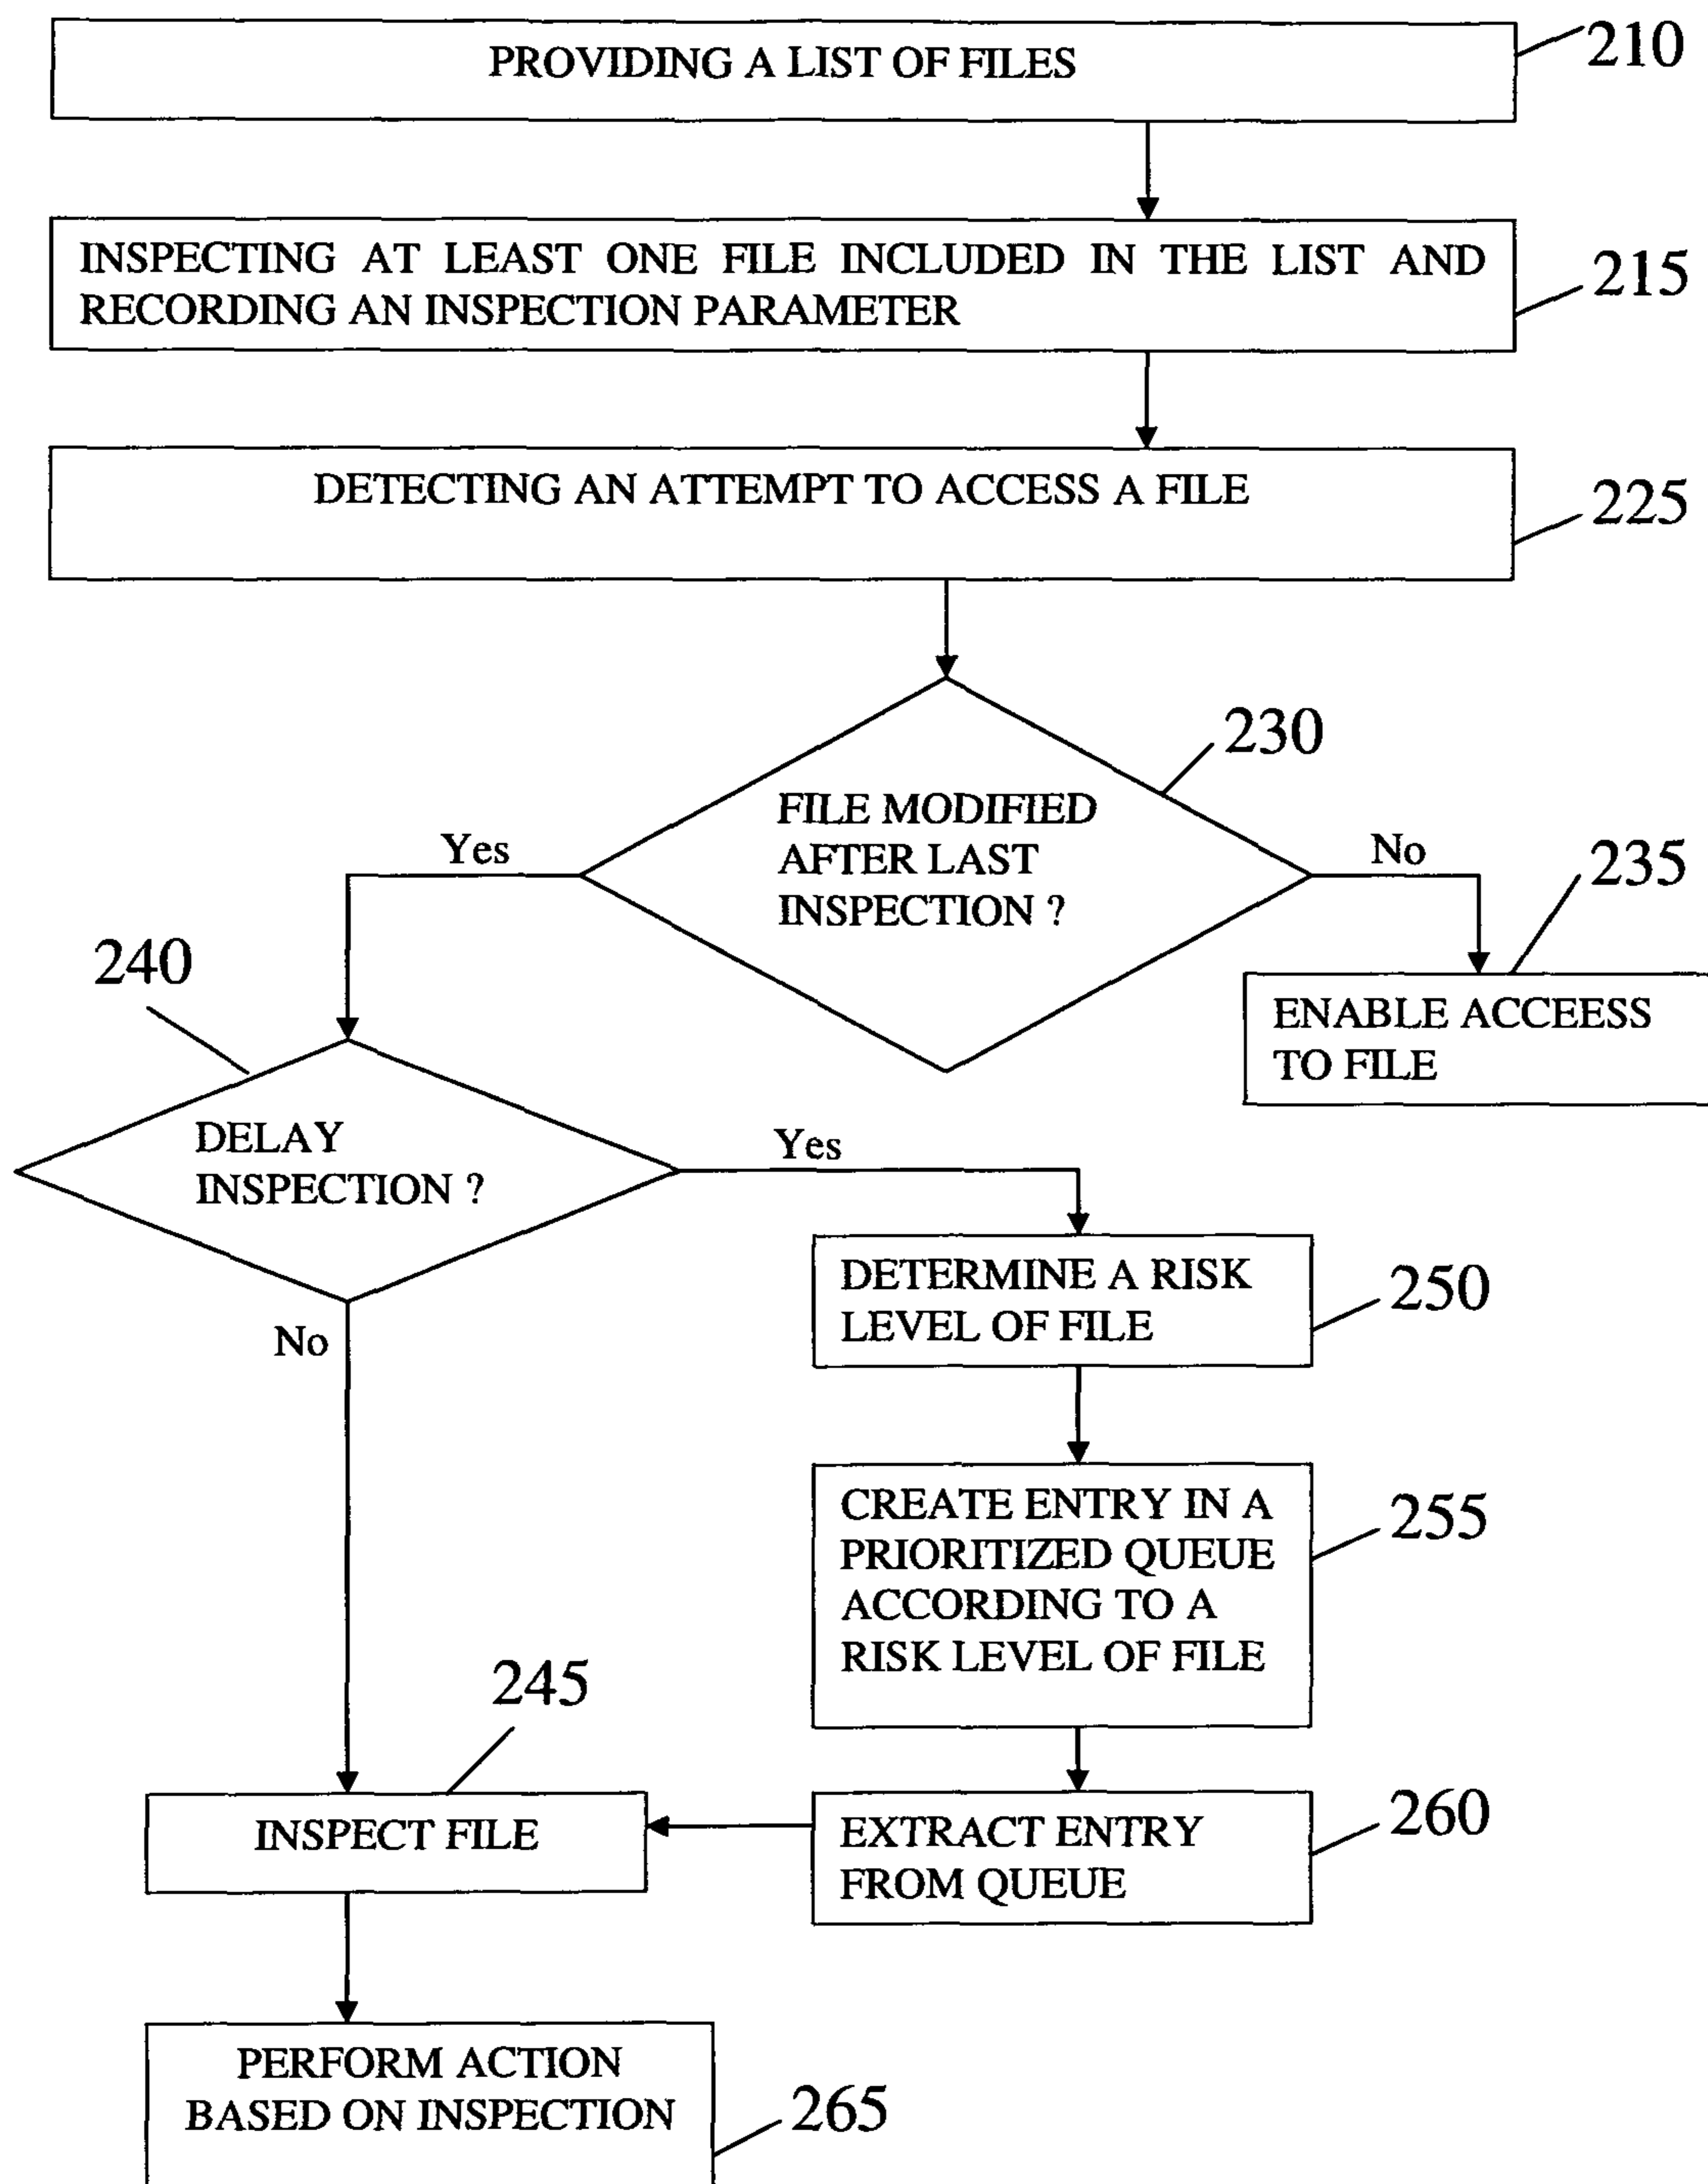 PROVIDING A LIST OF FILES
210
INSPECTING AT LEAST ONE FILE INCLUDED IN THE LIST AND
RECORDING AN INSPECTION PARAMETER
215
DETECTING AN ATTEMPT TO ACCESS A FILE
225
230
FILE MODIFIED
AFTER LAST
INSPECTION ?
Yes
No
235
ENABLE ACCEESS
TO FILE
240
DELAY
INSPECTION ?
Yes
No
DETERMINE A RISK
LEVEL OF FILE
250
CREATE ENTRY IN A
PRIORITIZED QUEUE
ACCORDING TO A
RISK LEVEL OF FILE
255
245
INSPECT FILE
EXTRACT ENTRY
FROM QUEUE
260
PERFORM ACTION
BASED ON INSPECTION
265